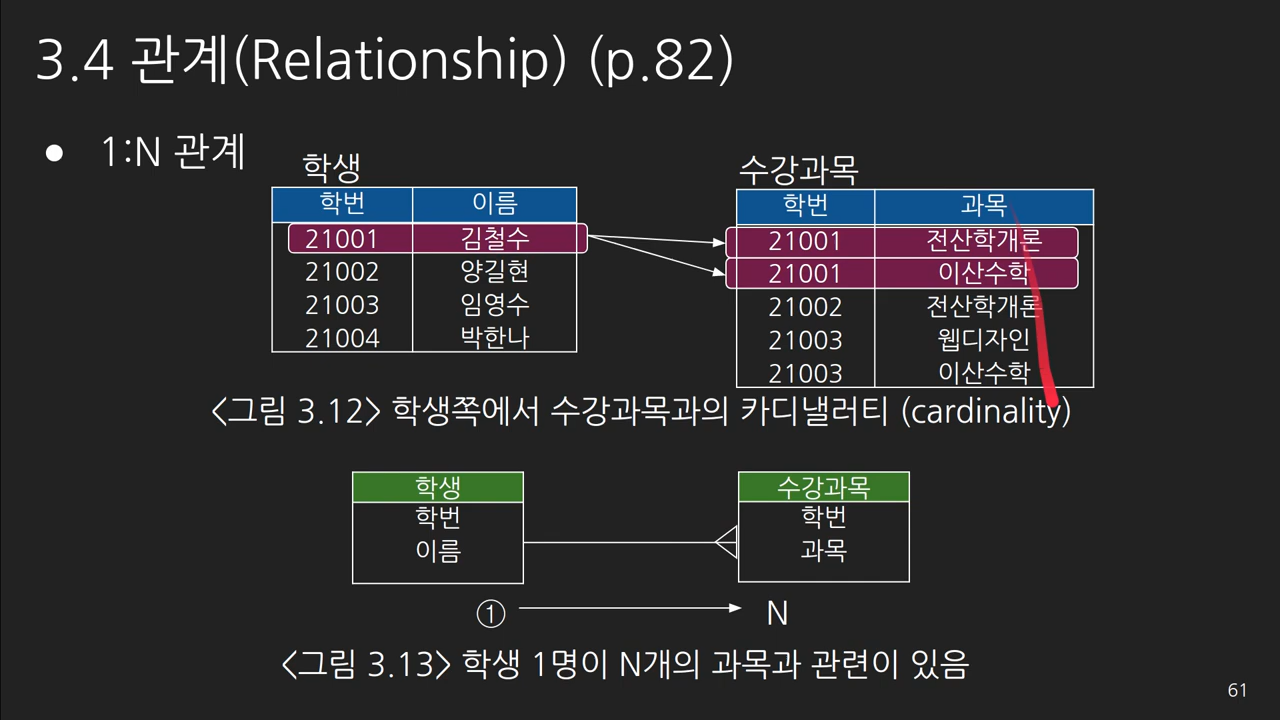 3.4 관계(Relationship) (p.82)
● 1:N 관계
학생
학번 이름
21001 김철수
21002 양길현
21003 임영수
21004 박한나
수강과목
학번 과목
21001 전산학개론
21001 이산수학
21002 전산학개론
21003 웹디자인
21003 이산수학
<그림 3.12> 학생쪽에서 수강과목과의 카디낼러티 (cardinality)
학생
학번
이름
수강과목
학번
과목
① N
<그림 3.13> 학생 1명이 N개의 과목과 관련이 있음
61